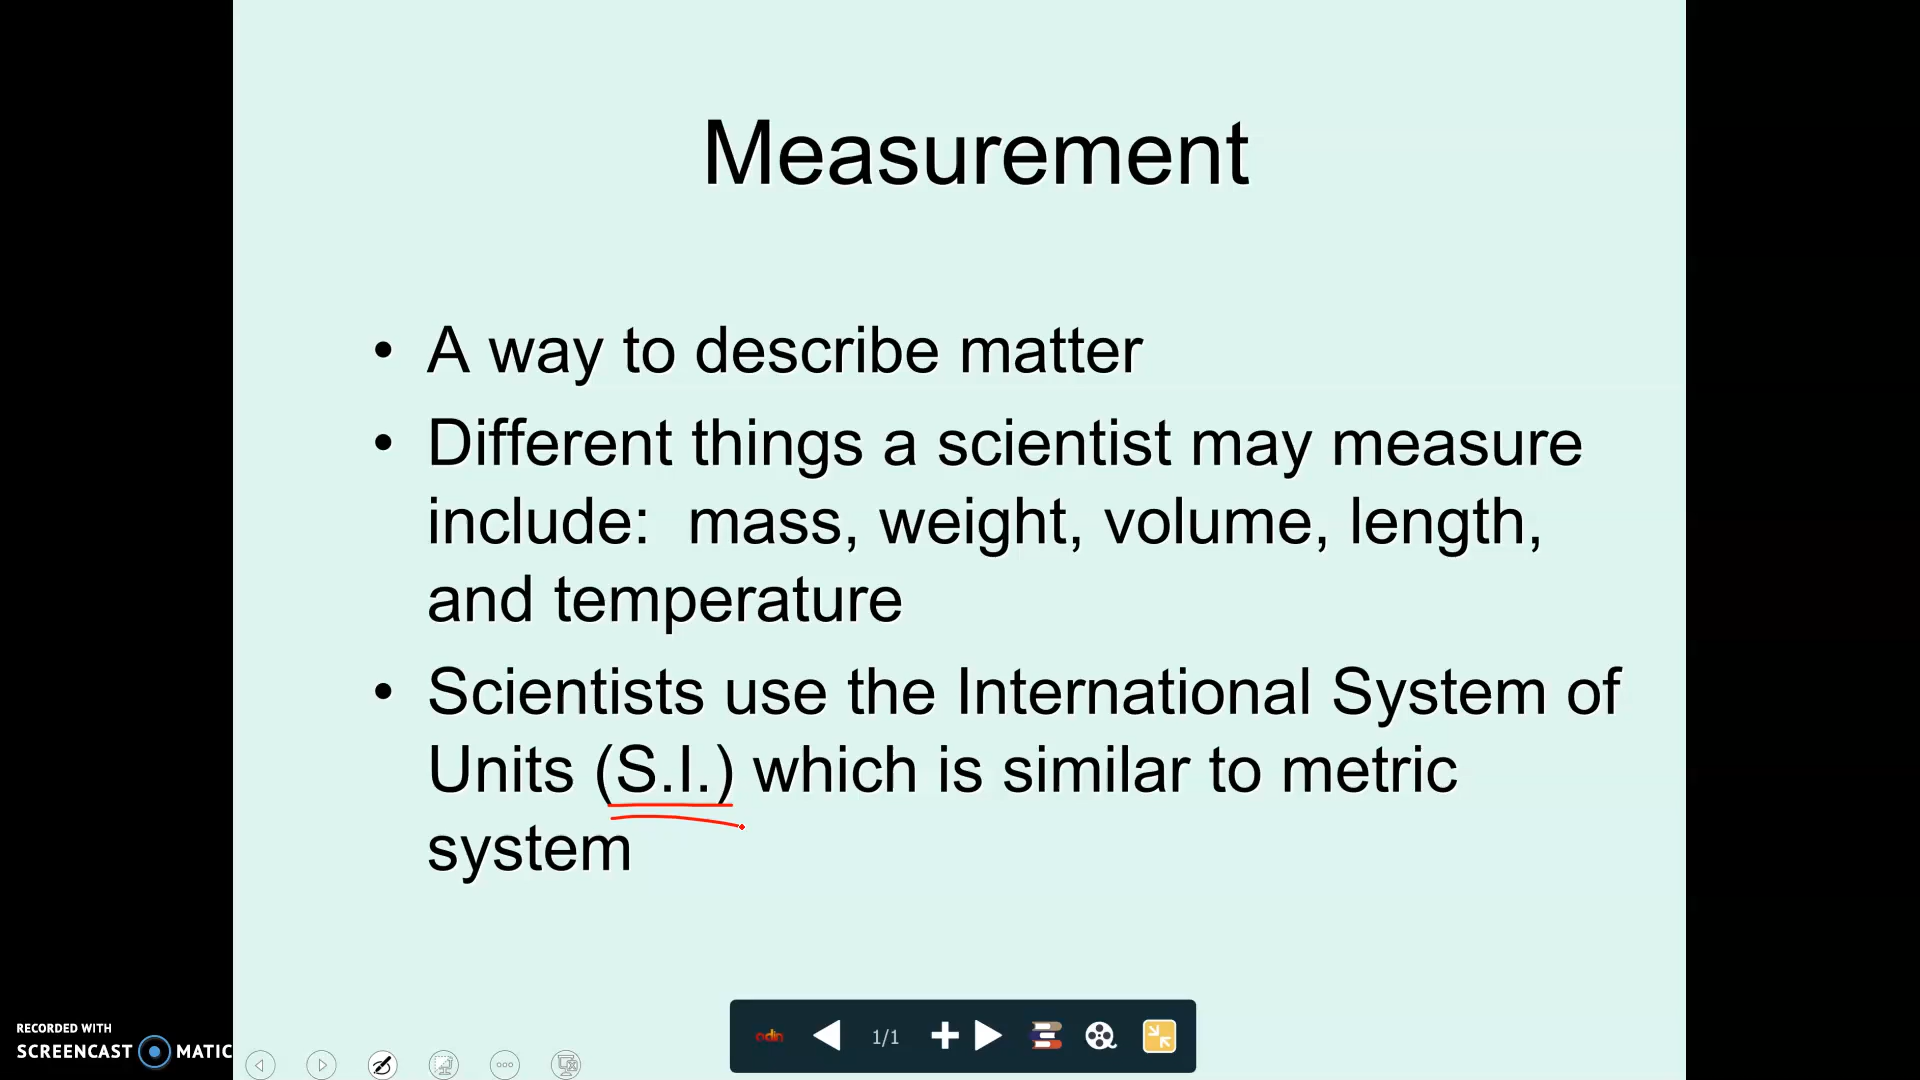 Measurement
• A way to describe matter
• Different things a scientist may measure
include: mass, weight, volume, length,
and temperature
• Scientists use the International System of
Units (S.I.) which is similar to metric
system
RECORDED WITH
SCREENCAST MATIC
1/1